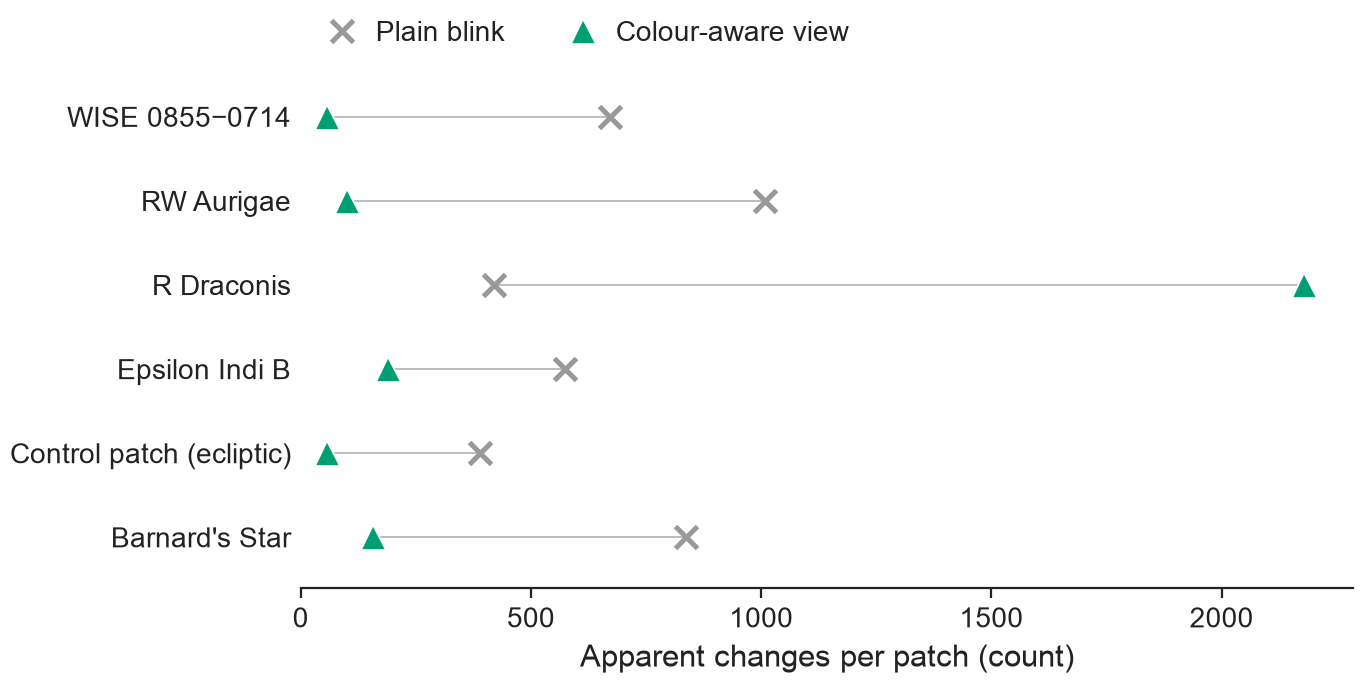 Plain blink
Colour-aware view
WISE 0855−0714
RW Aurigae
R Draconis
Epsilon Indi B
Control patch (ecliptic)
Barnard's Star
0 500 1000 1500 2000
Apparent changes per patch (count)